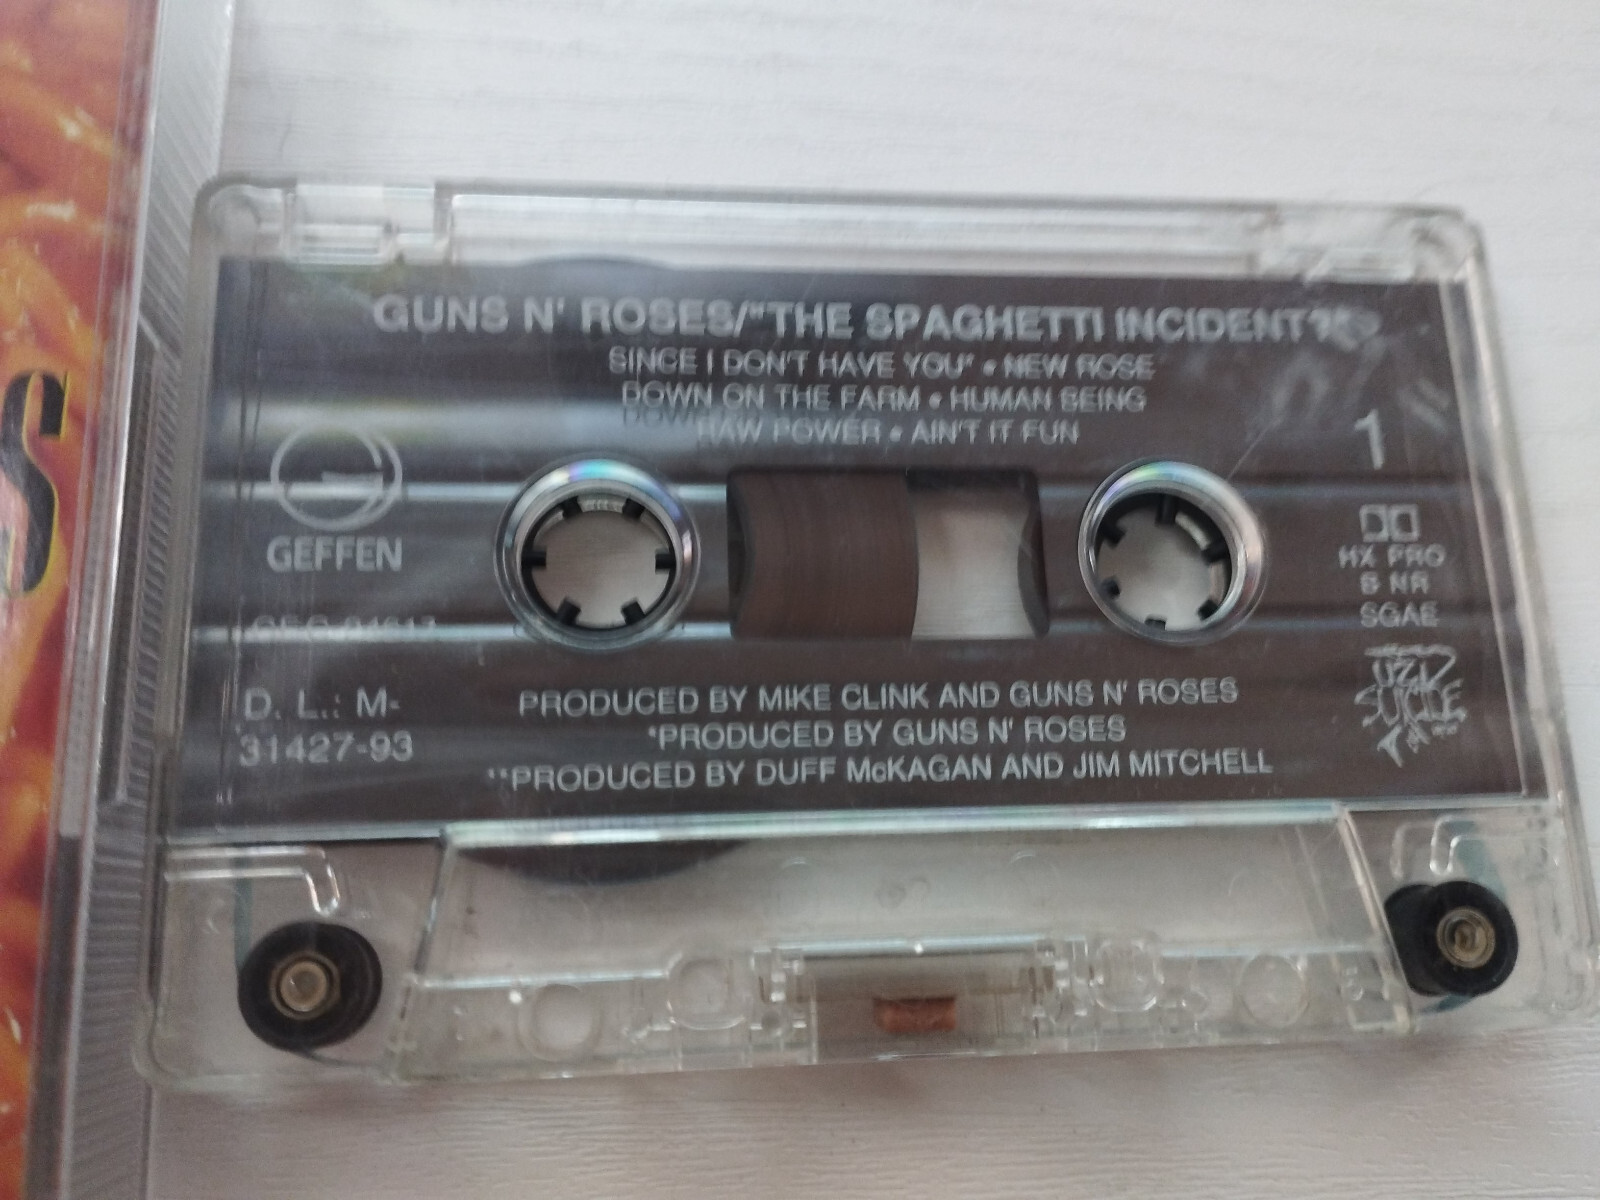 GUNS N' ROSES/"THE SPAGHETTI INCIDENT?"
SINCE I DON'T HAVE YOU* • NEW ROSE
DOWN ON THE FARM • HUMAN BEING
RAW POWER • AIN'T IT FUN
1
GEFFEN
HX PRO
B NR
SGAE
D. L.: M-
31427-93
UZI
SUICIDE
PRODUCED BY MIKE CLINK AND GUNS N' ROSES
*PRODUCED BY GUNS N' ROSES
**PRODUCED BY DUFF McKAGAN AND JIM MITCHELL
S